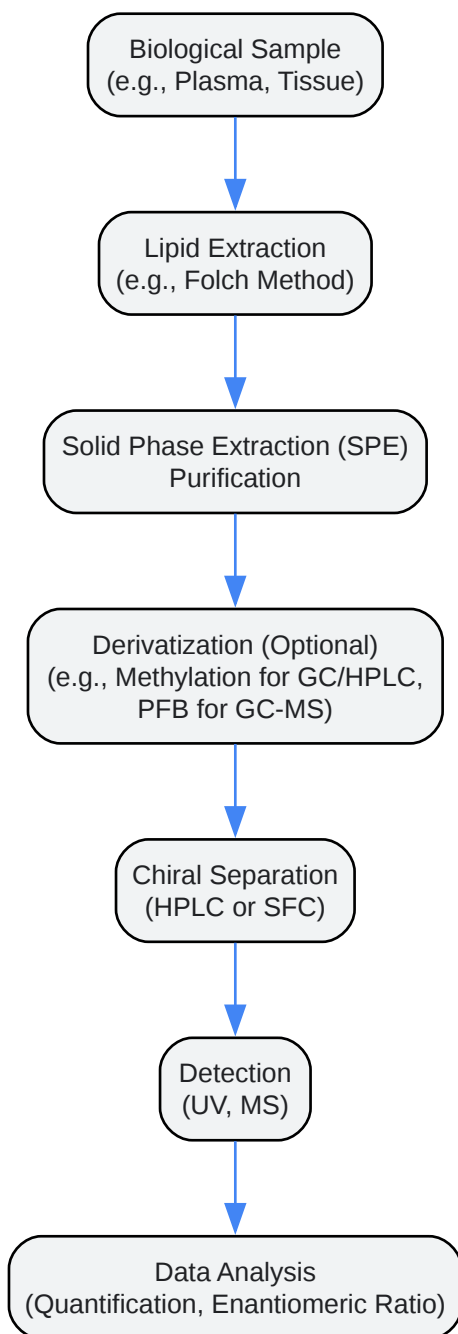 Biological Sample
(e.g., Plasma, Tissue)
Lipid Extraction
(e.g., Folch Method)
Solid Phase Extraction (SPE)
Purification
Derivatization (Optional)
(e.g., Methylation for GC/HPLC,
PFB for GC-MS)
Chiral Separation
(HPLC or SFC)
Detection
(UV, MS)
Data Analysis
(Quantification, Enantiomeric Ratio)